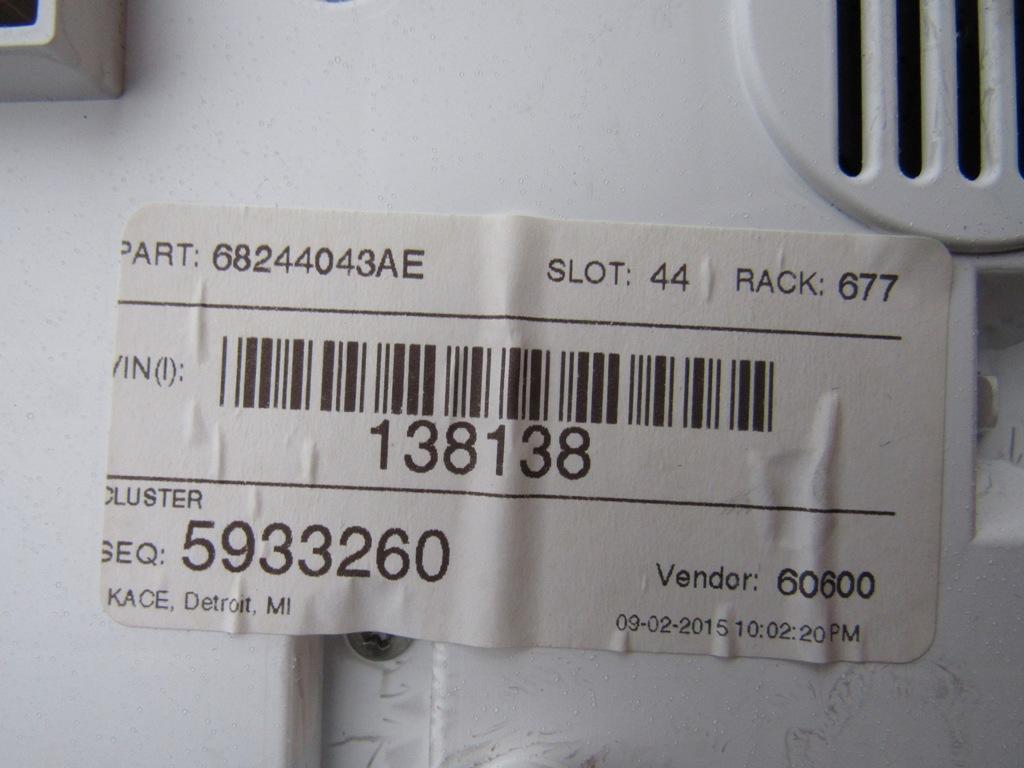 PART: 68244043AE SLOT: 44 RACK: 677
VIN(I):
138138
CLUSTER
SEQ: 5933260
Vendor: 60600
KACE, Detroit, MI
09-02-2015 10:02:20PM